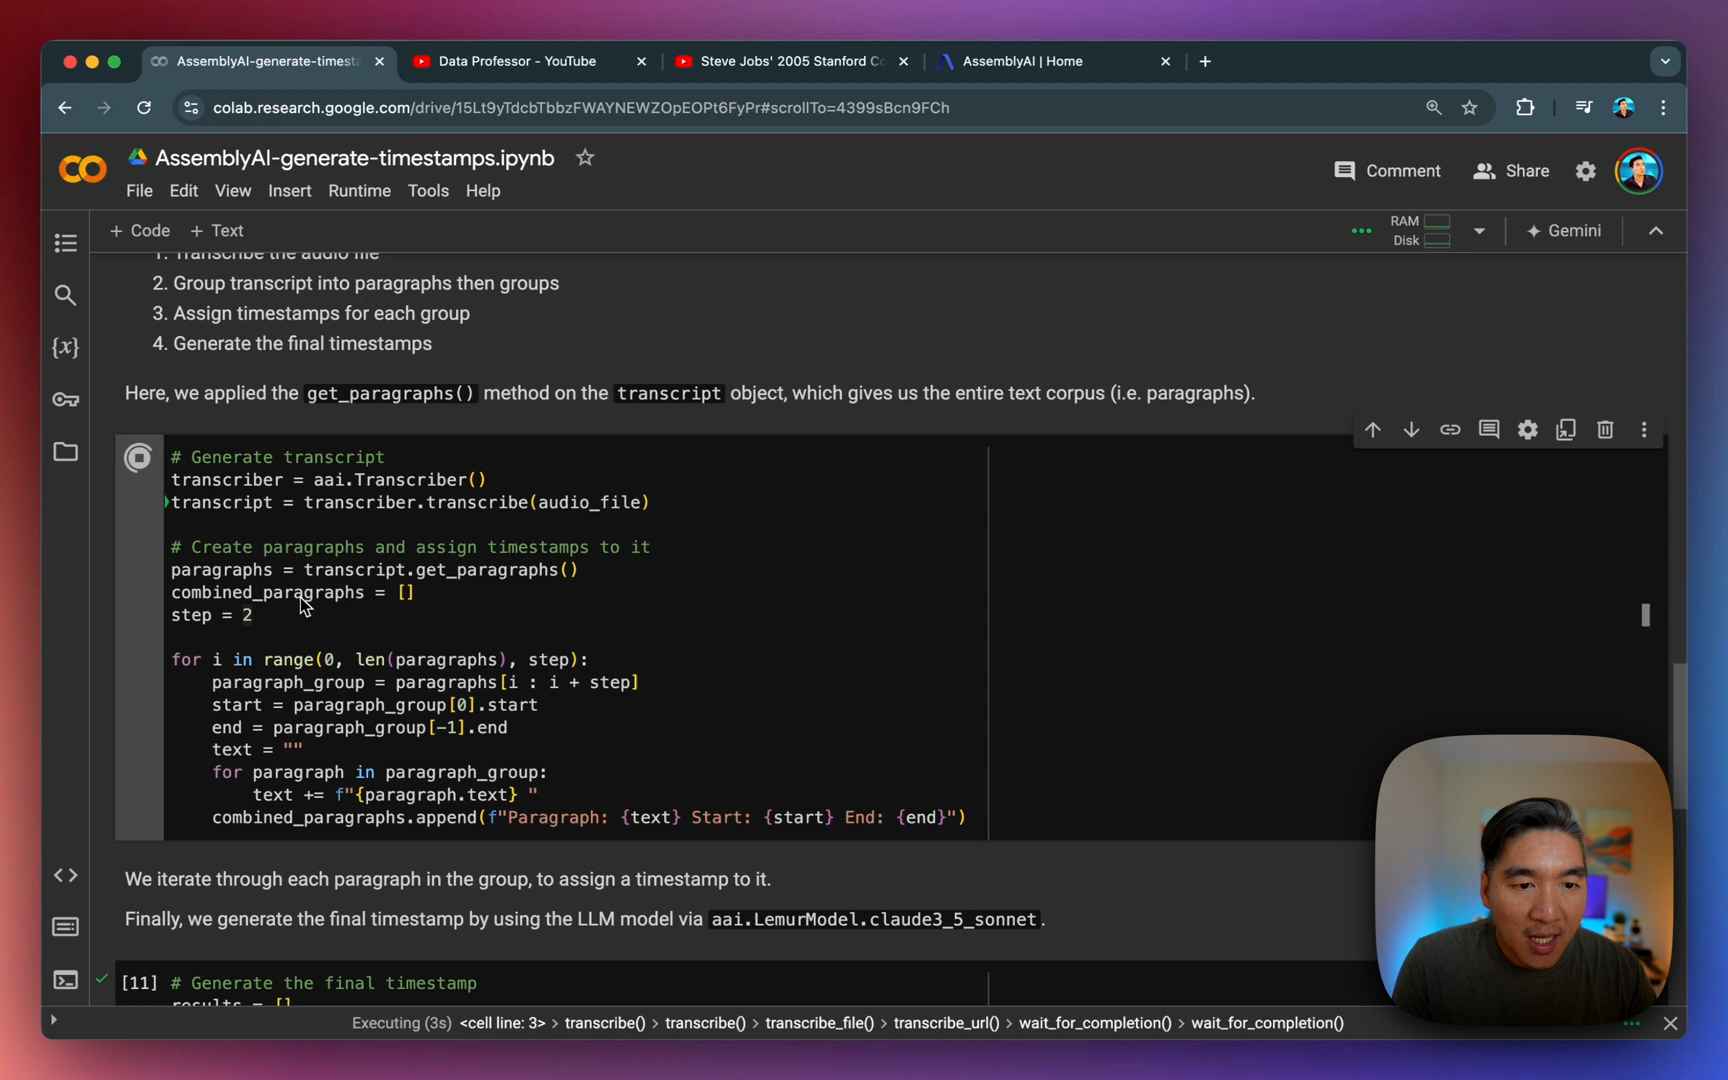 AssemblyAI-generate-timesta
Data Professor - YouTube
Steve Jobs' 2005 Stanford Co
AssemblyAI | Home
colab.research.google.com/drive/15Lt9yTdcbTbbzFWAYNEWZOpEOPt6FyPr#scrollTo=4399sBcn9FCh
AssemblyAI-generate-timestamps.ipynb
File Edit View Insert Runtime Tools Help
Comment
Share
+ Code + Text
RAM
Disk
Gemini
1. Transcribe the audio file
2. Group transcript into paragraphs then groups
3. Assign timestamps for each group
4. Generate the final timestamps
Here, we applied the get_paragraphs() method on the transcript object, which gives us the entire text corpus (i.e. paragraphs).
# Generate transcript
transcriber = aai.Transcriber()
transcript = transcriber.transcribe(audio_file)
# Create paragraphs and assign timestamps to it
paragraphs = transcript.get_paragraphs()
combined_paragraphs = []
step = 2
for i in range(0, len(paragraphs), step):
paragraph_group = paragraphs[i : i + step]
start = paragraph_group[0].start
end = paragraph_group[-1].end
text = ""
for paragraph in paragraph_group:
text += f"{paragraph.text} "
combined_paragraphs.append(f"Paragraph: {text} Start: {start} End: {end}")
We iterate through each paragraph in the group, to assign a timestamp to it.
Finally, we generate the final timestamp by using the LLM model via aai.LemurModel.claude3_5_sonnet.
[11] # Generate the final timestamp
results = []
Executing (3s) <cell line: 3> > transcribe() > transcribe() > transcribe_file() > transcribe_url() > wait_for_completion() > wait_for_completion()